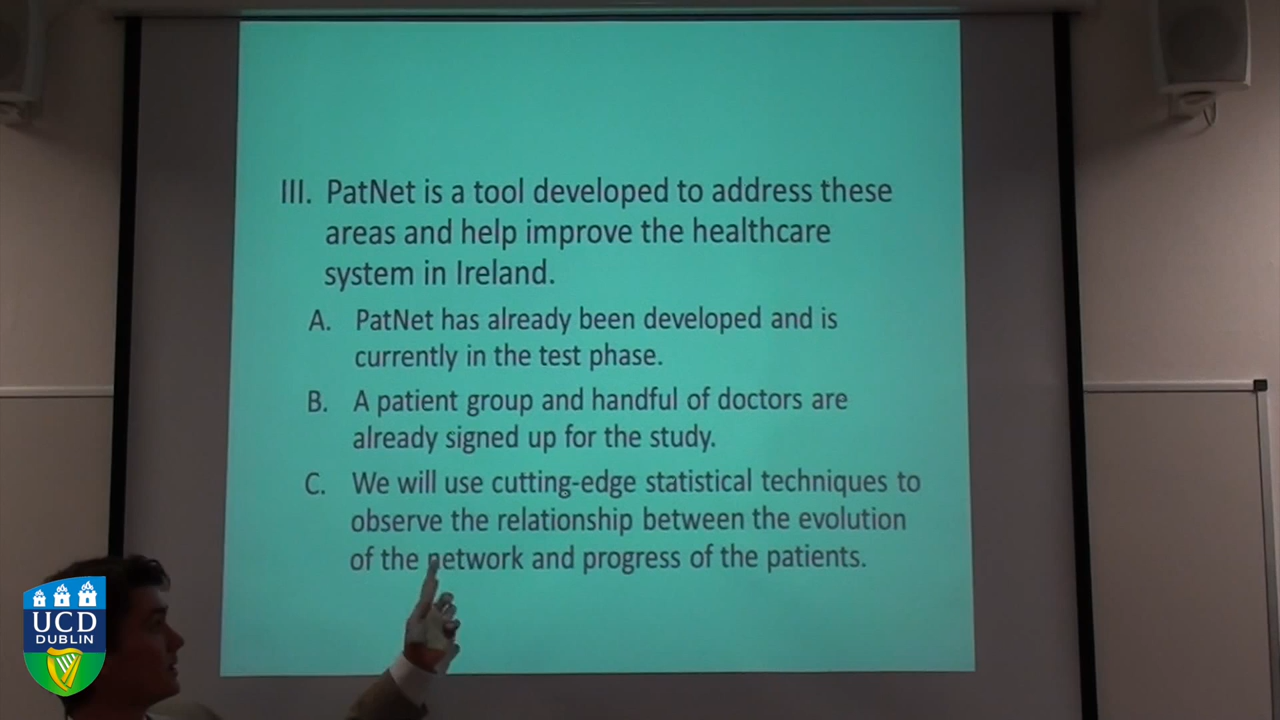 III. PatNet is a tool developed to address these
areas and help improve the healthcare
system in Ireland.
A. PatNet has already been developed and is
currently in the test phase.
B. A patient group and handful of doctors are
already signed up for the study.
C. We will use cutting-edge statistical techniques to
observe the relationship between the evolution
of the network and progress of the patients.
UCD
DUBLIN